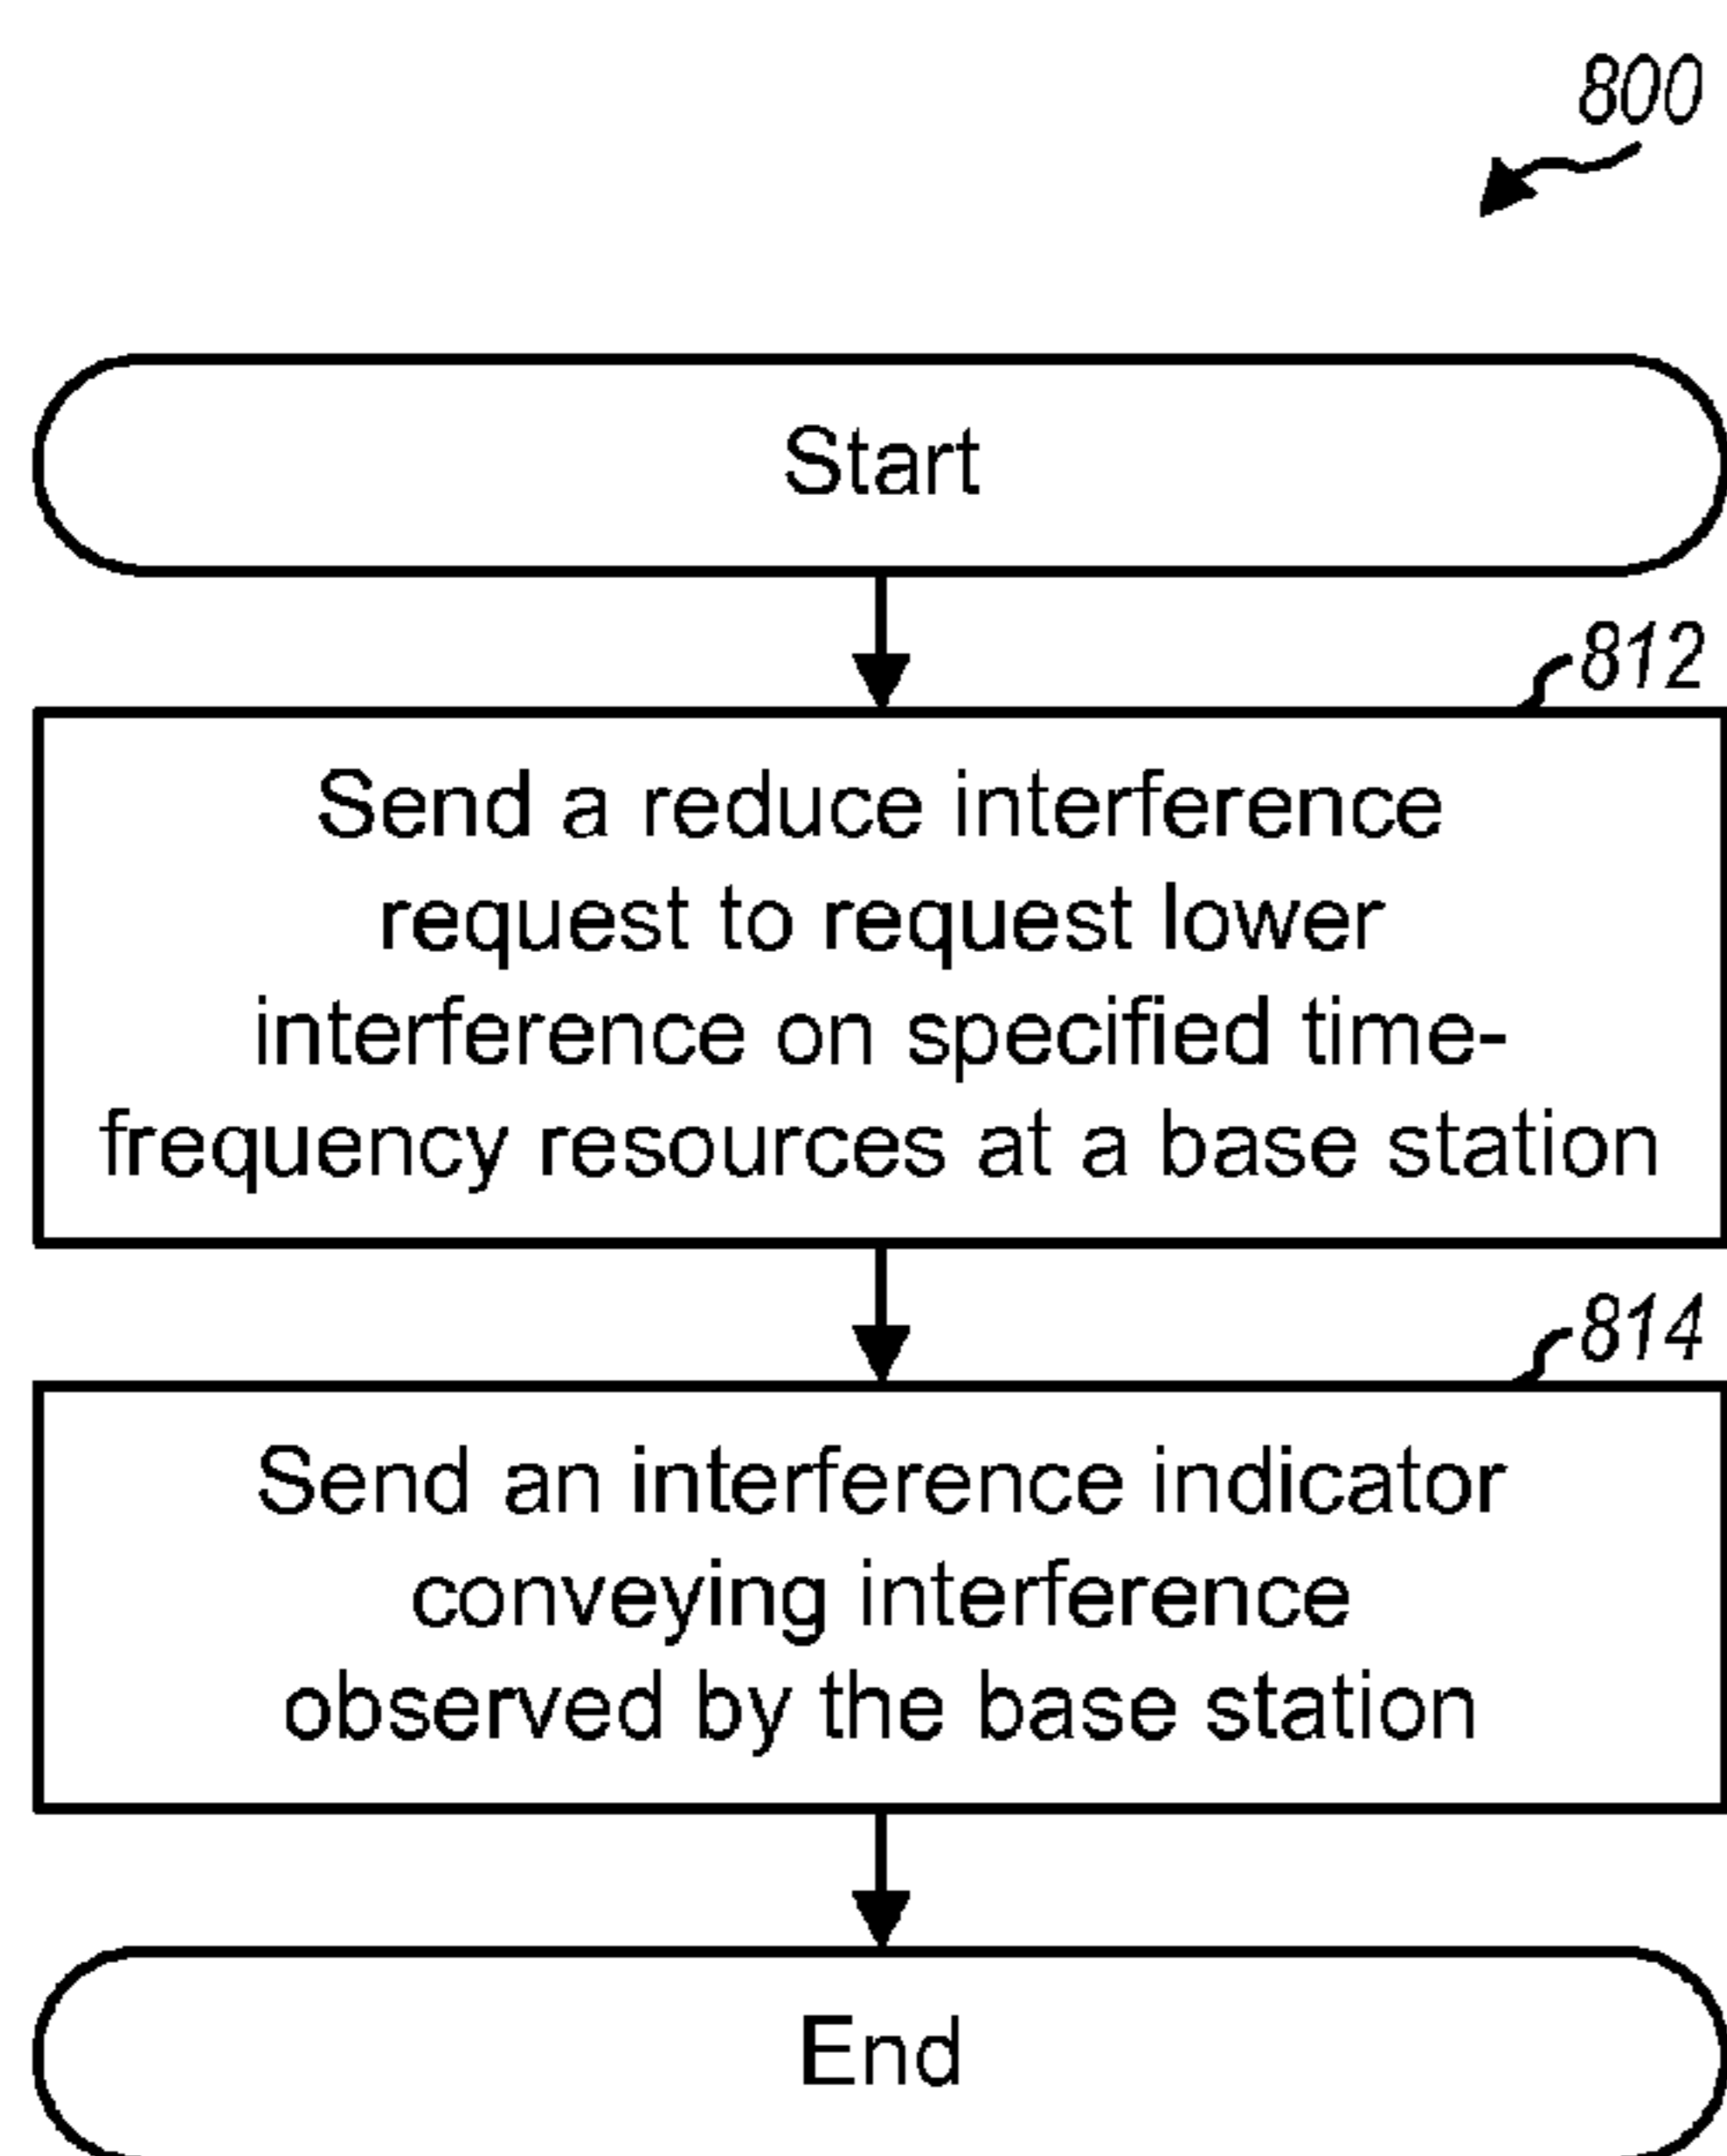 800
Start
812
Send a reduce interference
request to request lower
interference on specified time-
frequency resources at a base station
814
Send an interference indicator
conveying interference
observed by the base station
End